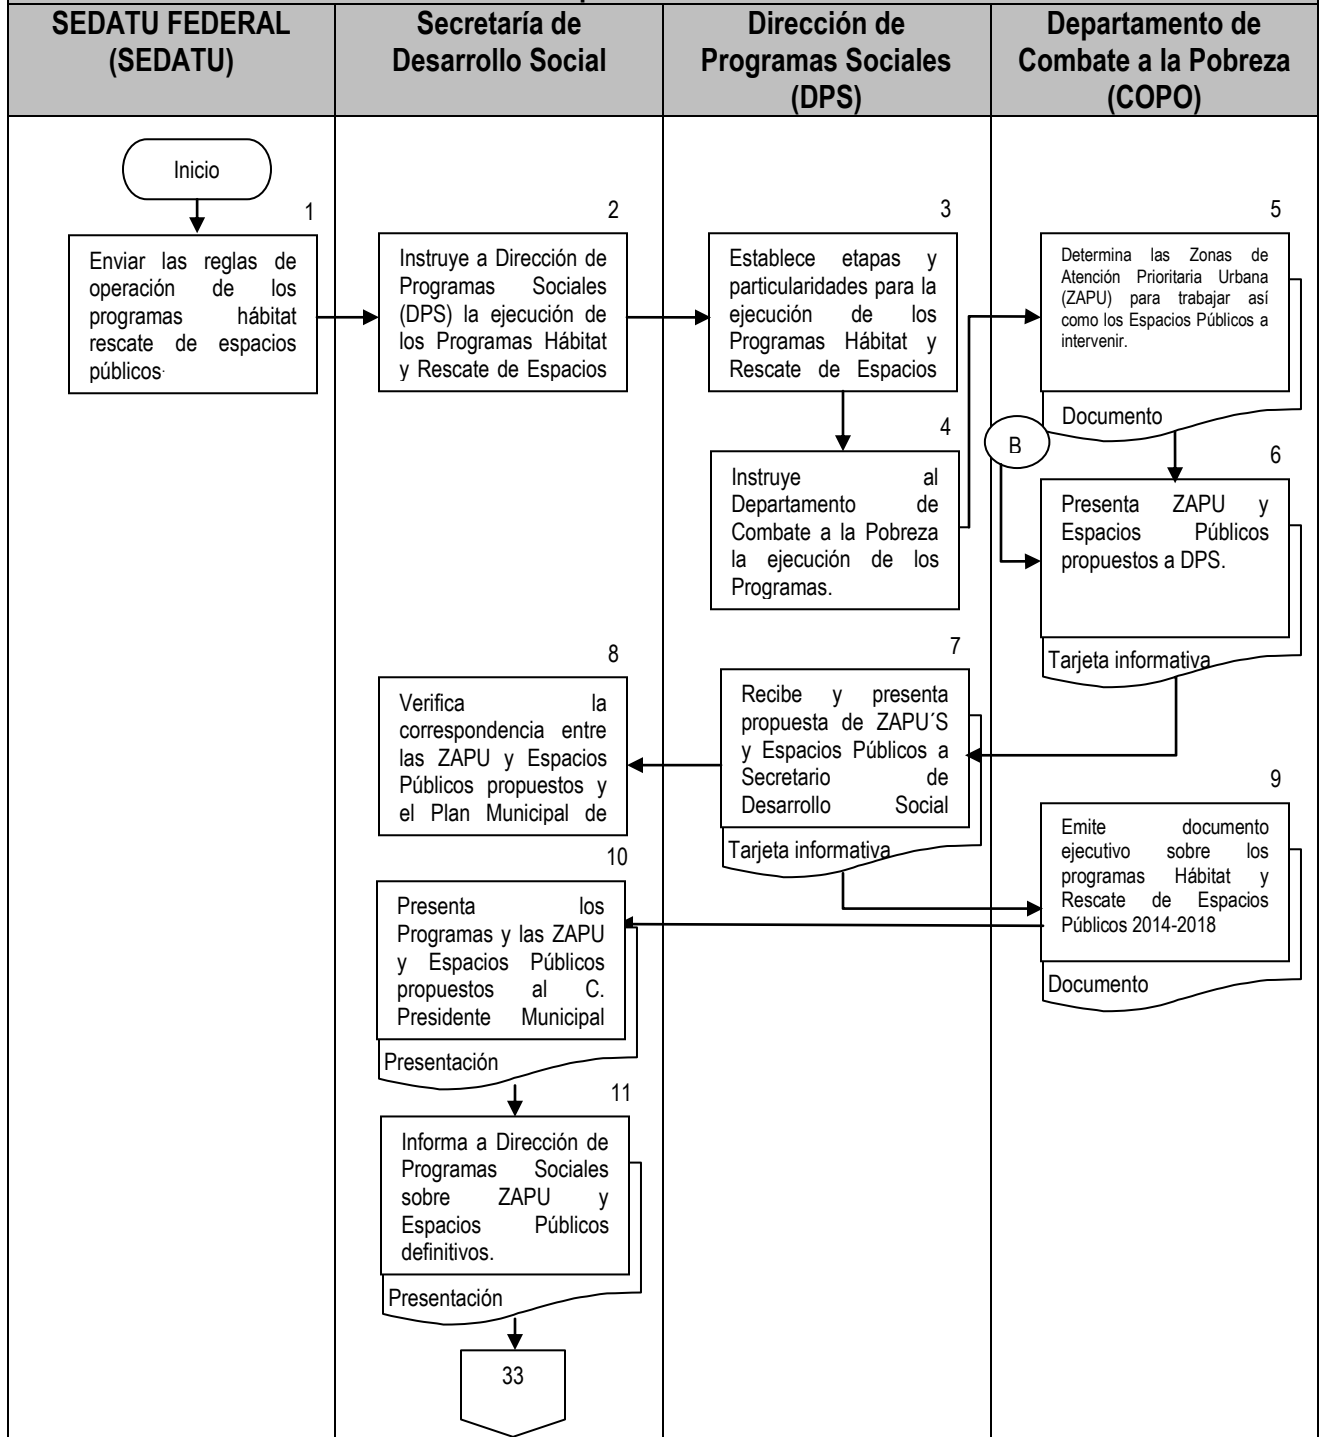 SEDATU FEDERAL
(SEDATU)
Secretaría de
Desarrollo Social
Dirección de
Programas Sociales
(DPS)
Departamento de
Combate a la Pobreza
(COPO)
Inicio
1
Enviar las reglas de
operación de los
programas hábitat
rescate de espacios
públicos.
2
Instruye a Dirección de
Programas Sociales
(DPS) la ejecución de
los Programas Hábitat
y Rescate de Espacios
3
Establece etapas y
particularidades para la
ejecución de los
Programas Hábitat y
Rescate de Espacios
4
Instruye al
Departamento de
Combate a la Pobreza
la ejecución de los
Programas.
5
Determina las Zonas de
Atención Prioritaria Urbana
(ZAPU) para trabajar así
como los Espacios Públicos a
intervenir.
Documento
B
6
Presenta ZAPU y
Espacios Públicos
propuestos a DPS.
Tarjeta informativa
7
Recibe y presenta
propuesta de ZAPU´S
y Espacios Públicos a
Secretario de
Desarrollo Social
Tarjeta informativa
8
Verifica la
correspondencia entre
las ZAPU y Espacios
Públicos propuestos y
el Plan Municipal de
9
Emite documento
ejecutivo sobre los
programas Hábitat y
Rescate de Espacios
Públicos 2014-2018
Documento
10
Presenta los
Programas y las ZAPU
y Espacios Públicos
propuestos al C.
Presidente Municipal
Presentación
11
Informa a Dirección de
Programas Sociales
sobre ZAPU y
Espacios Públicos
definitivos.
Presentación
33